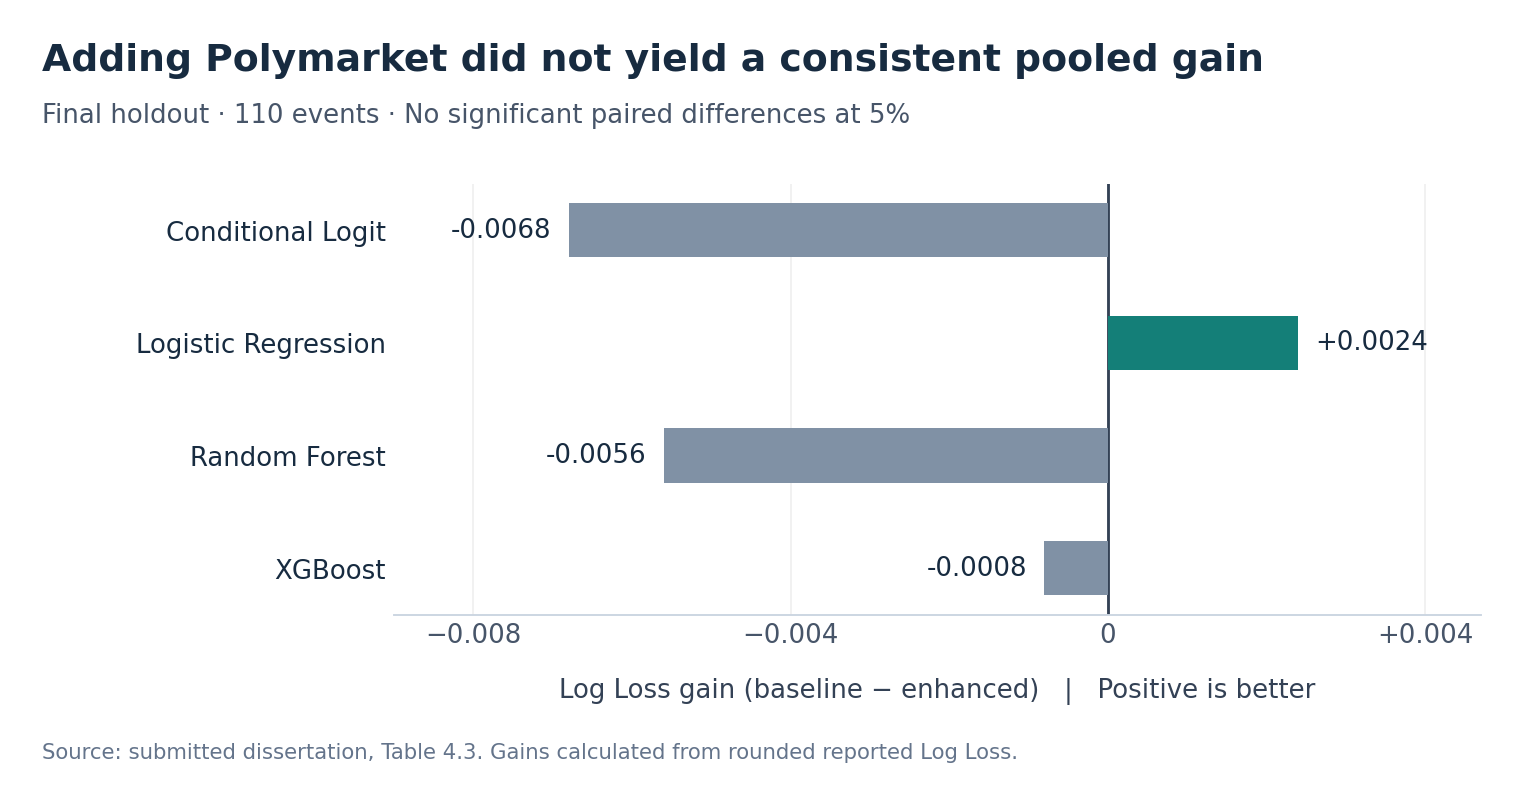 Adding Polymarket did not yield a consistent pooled gain
Final holdout · 110 events · No significant paired differences at 5%
Conditional Logit
-0.0068
Logistic Regression
+0.0024
Random Forest
-0.0056
XGBoost
-0.0008
−0.008
−0.004
0
+0.004
Log Loss gain (baseline − enhanced)   |   Positive is better
Source: submitted dissertation, Table 4.3. Gains calculated from rounded reported Log Loss.